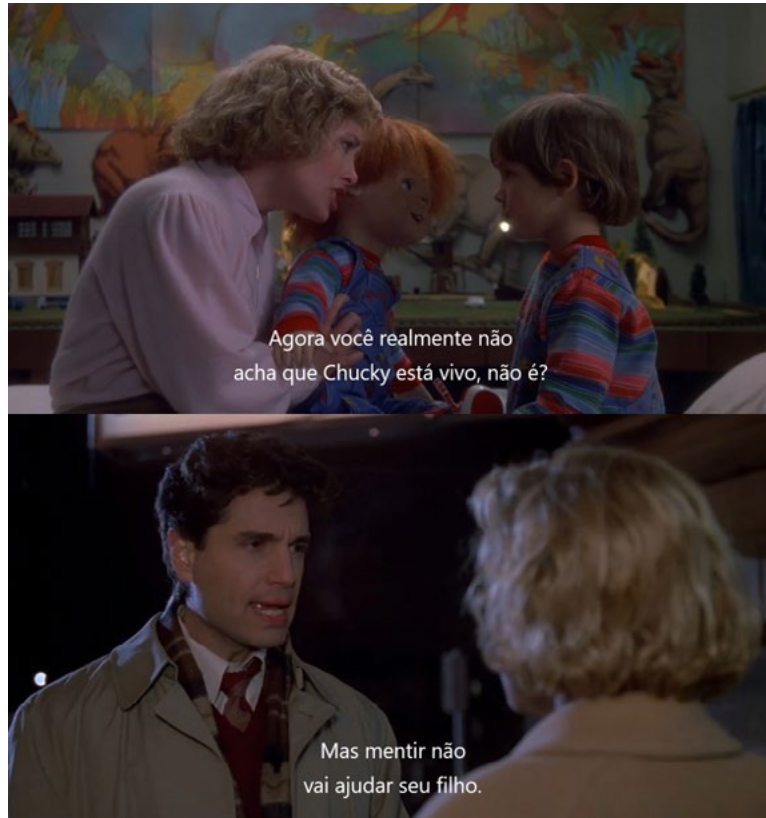 Agora você realmente não
acha que Chucky está vivo, não é?
Mas mentir não
vai ajudar seu filho.